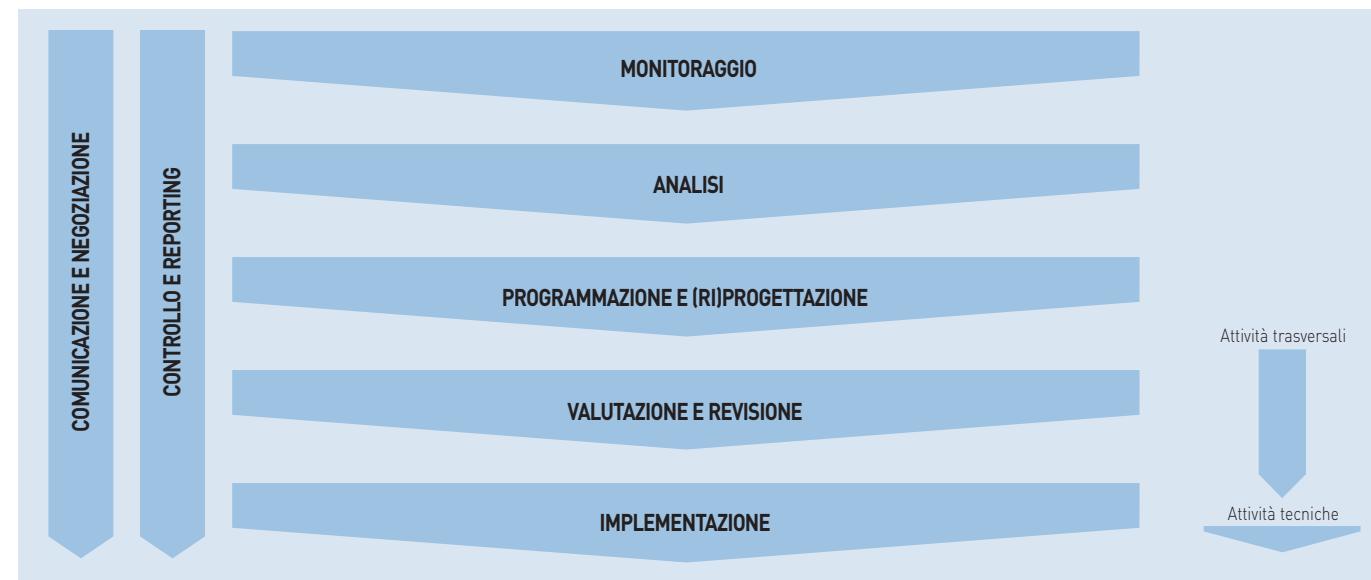 COMUNICAZIONE E NEGOZIAZIONE
CONTROLLO E REPORTING
MONITORAGGIO
ANALISI
PROGRAMMAZIONE E (RI)PROGETTAZIONE
VALUTAZIONE E REVISIONE
IMPLEMENTAZIONE
Attività trasversali
Attività tecniche